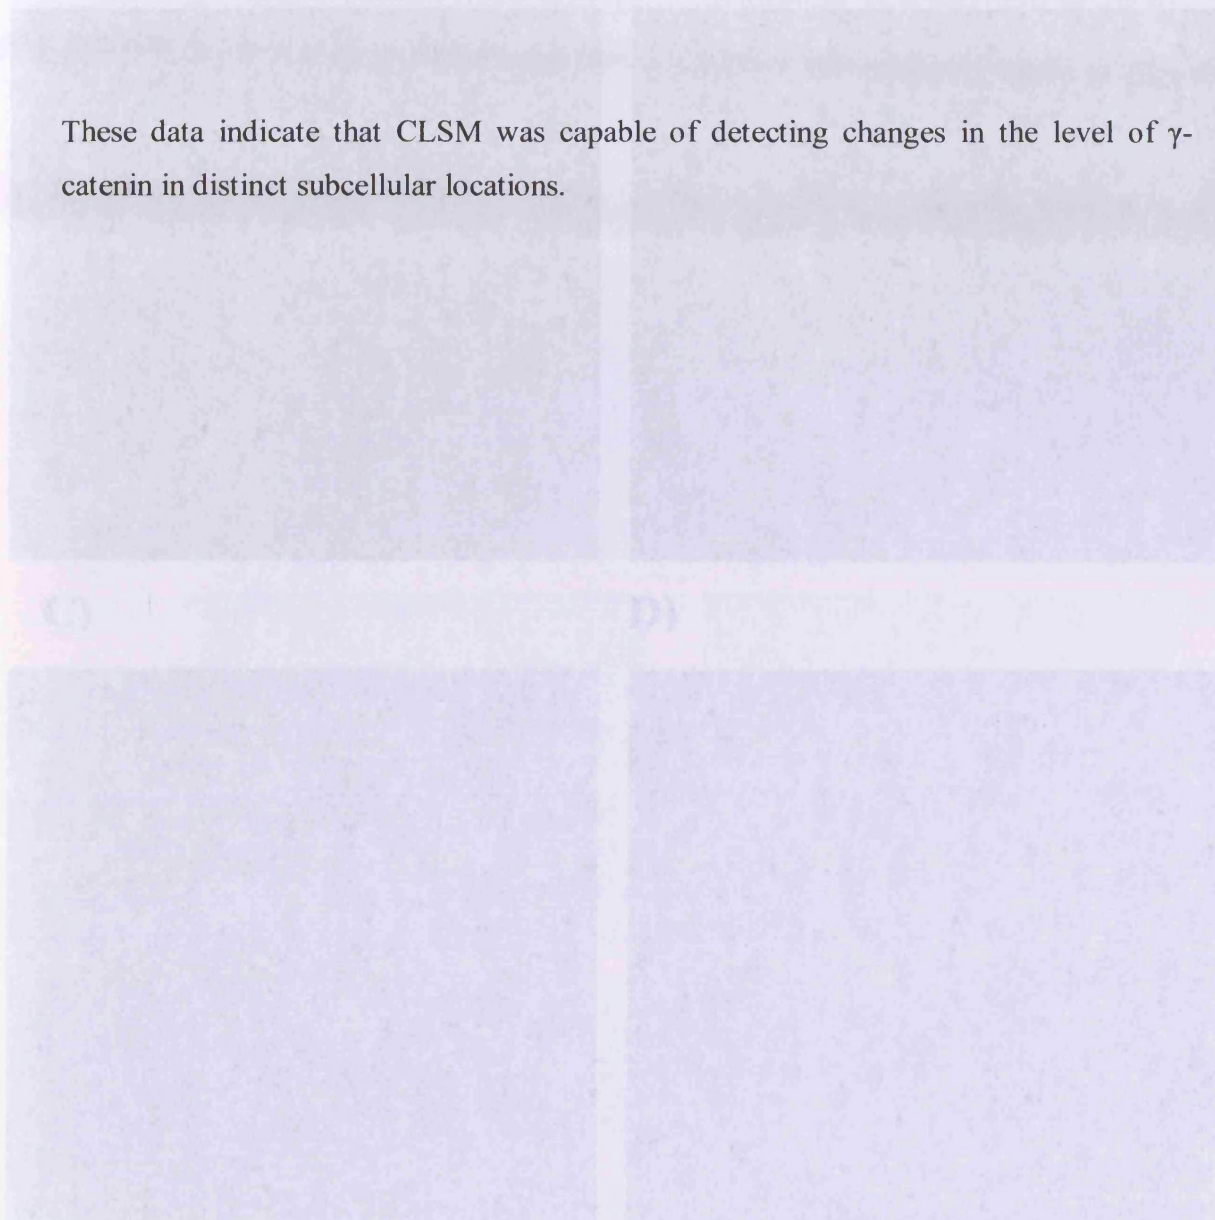 These data indicate that CLSM was capable of detecting changes in the level of γ-
catenin in distinct subcellular locations.
C)
D)